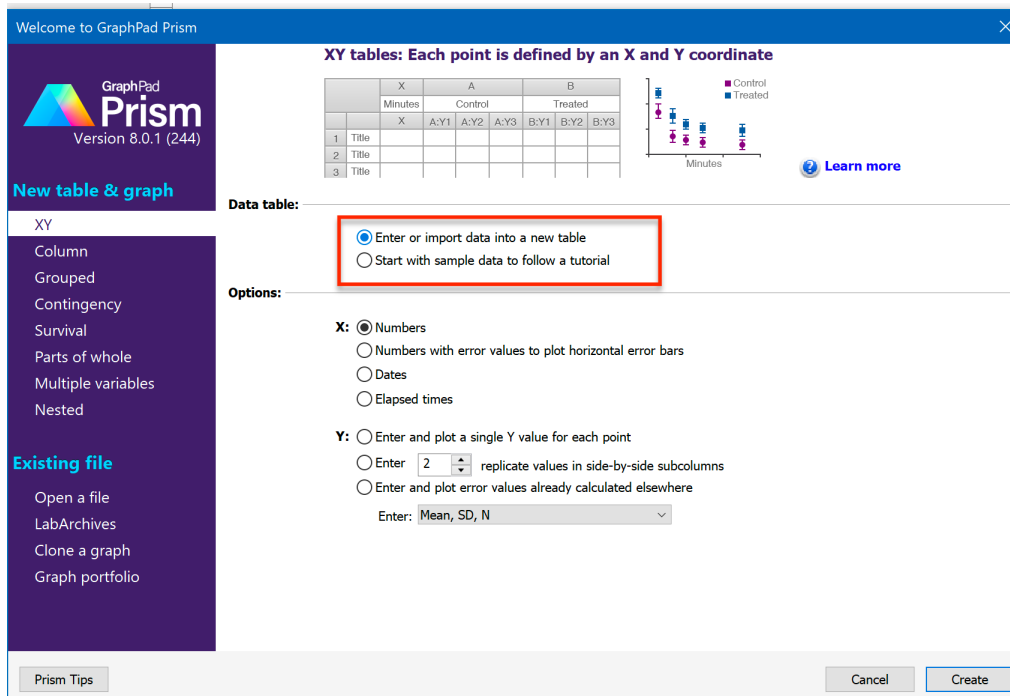 Welcome to GraphPad Prism
GraphPad
Prism
Version 8.0.1 (244)
New table & graph
XY
Column
Grouped
Contingency
Survival
Parts of whole
Multiple variables
Nested
Existing file
Open a file
LabArchives
Clone a graph
Graph portfolio
XY tables: Each point is defined by an X and Y coordinate
X A B
Minutes Control Treated
X A:Y1 A:Y2 A:Y3 B:Y1 B:Y2 B:Y3
1 Title
2 Title
3 Title
Control
Treated
Minutes
? Learn more
Data table:
Enter or import data into a new table
Start with sample data to follow a tutorial
Options:
X: Numbers
Numbers with error values to plot horizontal error bars
Dates
Elapsed times
Y: Enter and plot a single Y value for each point
Enter 2 replicate values in side-by-side subcolumns
Enter and plot error values already calculated elsewhere
Enter: Mean, SD, N
Prism Tips Cancel Create